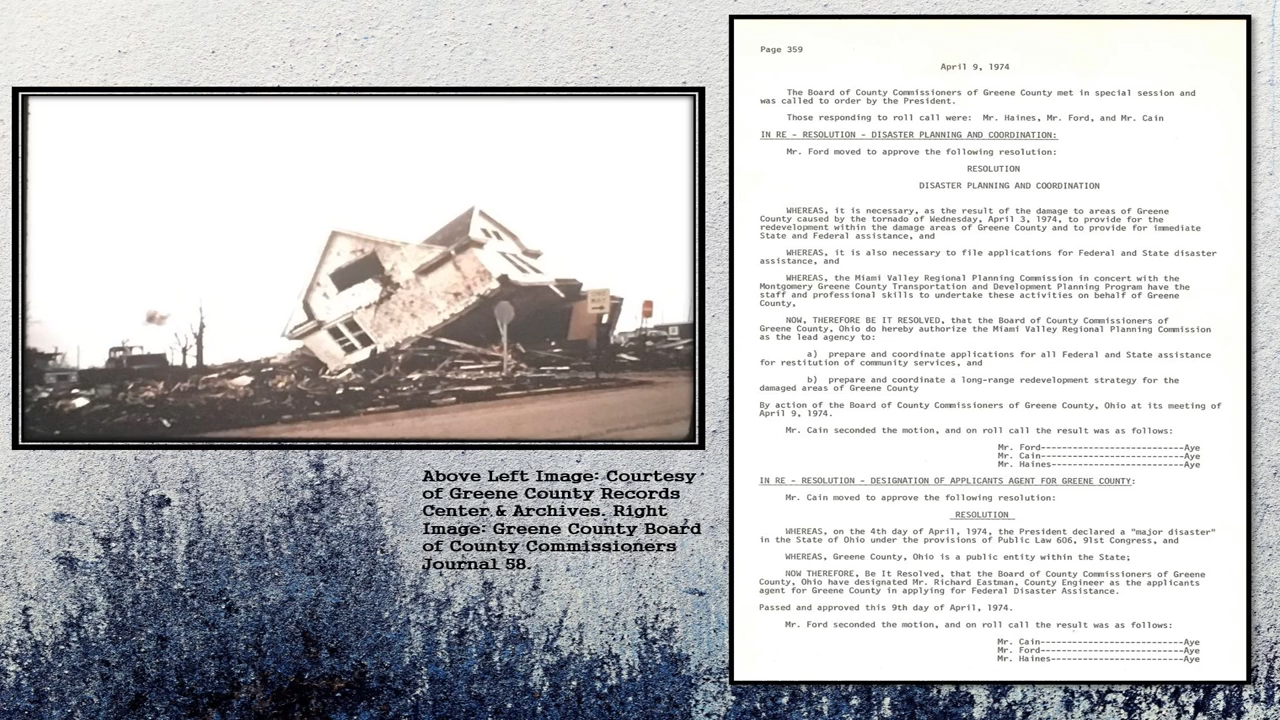 Page 359
April 9, 1974
The Board of County Commissioners of Greene County met in special session and
was called to order by the President.
Those responding to roll call were: Mr. Haines, Mr. Ford, and Mr. Cain
IN RE - RESOLUTION - DISASTER PLANNING AND COORDINATION:
Mr. Ford moved to approve the following resolution:
RESOLUTION
DISASTER PLANNING AND COORDINATION
WHEREAS, it is necessary, as the result of the damage to areas of Greene
County caused by the tornado of Wednesday, April 3, 1974, to provide for the
redevelopment within the damage areas of Greene County and to provide for immediate
State and Federal assistance, and
WHEREAS, it is also necessary to file applications for Federal and State disaster
assistance, and
WHEREAS, the Miami Valley Regional Planning Commission in concert with the
Montgomery Greene County Transportation and Development Planning Program have the
staff and professional skills to undertake these activities on behalf of Greene
County,
NOW, THEREFORE BE IT RESOLVED, that the Board of County Commissioners of
Greene County, Ohio do hereby authorize the Miami Valley Regional Planning Commission
as the lead agency to:
a) prepare and coordinate applications for all Federal and State assistance
for restitution of community services, and
b) prepare and coordinate a long-range redevelopment strategy for the
damaged areas of Greene County
By action of the Board of County Commissioners of Greene County, Ohio at its meeting of
April 9, 1974.
Mr. Cain seconded the motion, and on roll call the result was as follows:
Mr. Ford---------------------------Aye
Mr. Cain---------------------------Aye
Mr. Haines-------------------------Aye
IN RE - RESOLUTION - DESIGNATION OF APPLICANTS AGENT FOR GREENE COUNTY:
Mr. Cain moved to approve the following resolution:
RESOLUTION
WHEREAS, on the 4th day of April, 1974, the President declared a "major disaster"
in the State of Ohio under the provisions of Public Law 606, 91st Congress, and
WHEREAS, Greene County, Ohio is a public entity within the State;
NOW THEREFORE, Be It Resolved, that the Board of County Commissioners of Greene
County, Ohio have designated Mr. Richard Eastman, County Engineer as the applicants
agent for Greene County in applying for Federal Disaster Assistance.
Passed and approved this 9th day of April, 1974.
Mr. Ford seconded the motion, and on roll call the result was as follows:
Mr. Cain---------------------------Aye
Mr. Ford---------------------------Aye
Mr. Haines-------------------------Aye
Above Left Image: Courtesy
of Greene County Records
Center & Archives. Right
Image: Greene County Board
of County Commissioners
Journal 58.